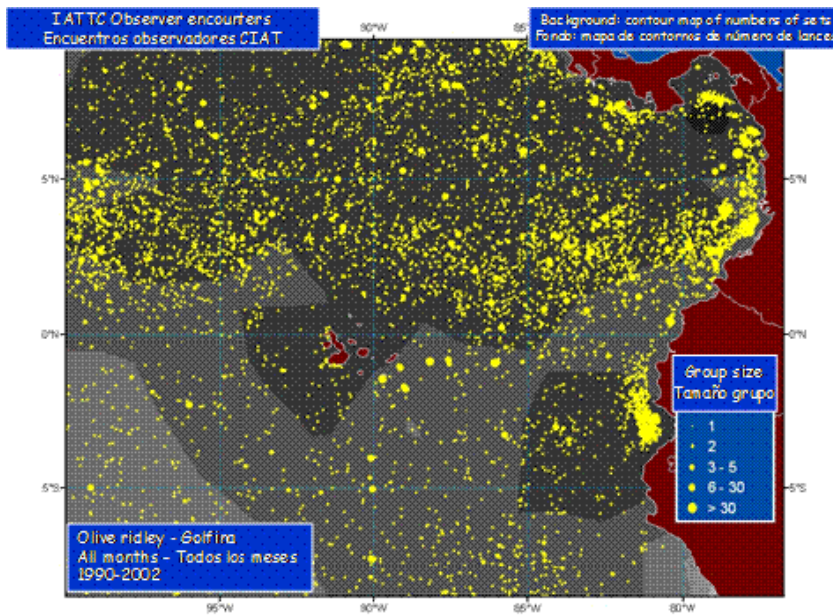 IATTC Observer encounters
Encuentros observadores CIAT
Background: contour map of numbers of sets
Fondo: mapa de contornos de número de lances
90°W
85°
5°N
5°N
0°N
0°N
5°S
5°S
95°W
90°W
85°W
80°W
Group size
Tamaño grupo
1
2
3 - 5
6 - 30
> 30
Olive ridley - Golfina
All months - Todos los meses
1990-2002